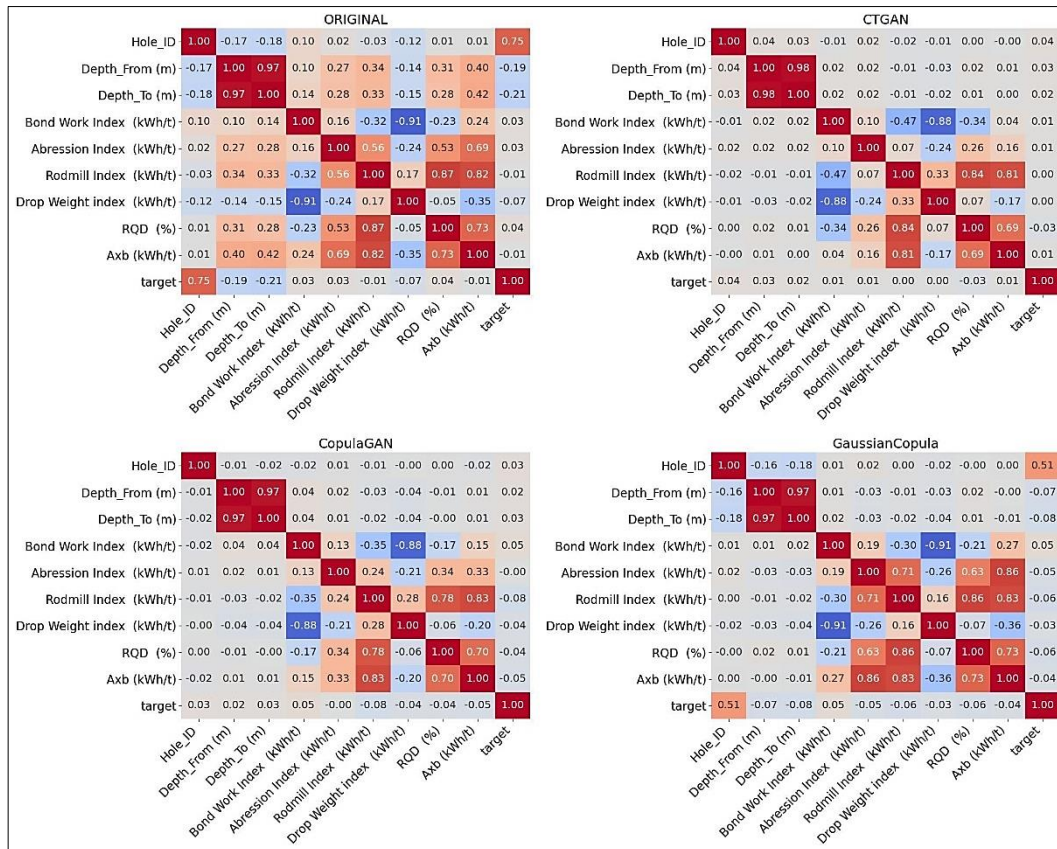 ORIGINAL
Hole_ID 1.00 -0.17 -0.18 0.10 0.02 -0.03 -0.12 0.01 0.01 0.75
Depth_From (m) -0.17 1.00 0.97 0.10 0.27 0.34 -0.14 0.31 0.40 -0.19
Depth_To (m) -0.18 0.97 1.00 0.14 0.28 0.33 -0.15 0.28 0.42 -0.21
Bond Work Index (kWh/t) 0.10 0.10 0.14 1.00 0.16 -0.32 -0.91 -0.23 0.24 0.03
Abression Index (kWh/t) 0.02 0.27 0.28 0.16 1.00 0.56 -0.24 0.53 0.69 0.03
Rodmill Index (kWh/t) -0.03 0.34 0.33 -0.32 0.56 1.00 0.17 0.87 0.82 -0.01
Drop Weight index (kWh/t) -0.12 -0.14 -0.15 -0.91 -0.24 0.17 1.00 -0.05 -0.35 -0.07
RQD (%) 0.01 0.31 0.28 -0.23 0.53 0.87 -0.05 1.00 0.73 0.04
Axb (kWh/t) 0.01 0.40 0.42 0.24 0.69 0.82 -0.35 0.73 1.00 -0.01
target 0.75 -0.19 -0.21 0.03 0.03 -0.01 -0.07 0.04 -0.01 1.00
Hole_ID
Depth_From (m)
Depth_To (m)
Bond Work Index (kWh/t)
Abression Index (kWh/t)
Rodmill Index (kWh/t)
Drop Weight index (kWh/t)
RQD (%)
Axb (kWh/t)
target
CTGAN
Hole_ID 1.00 0.04 0.03 -0.01 0.02 -0.02 -0.01 0.00 -0.00 0.04
Depth_From (m) 0.04 1.00 0.98 0.02 0.02 -0.01 -0.03 0.02 0.01 0.03
Depth_To (m) 0.03 0.98 1.00 0.02 0.02 -0.01 -0.02 0.01 0.00 0.02
Bond Work Index (kWh/t) -0.01 0.02 0.02 1.00 0.10 -0.47 -0.88 -0.34 0.04 0.01
Abression Index (kWh/t) 0.02 0.02 0.02 0.10 1.00 0.07 -0.24 0.26 0.16 0.01
Rodmill Index (kWh/t) -0.02 -0.01 -0.01 -0.47 0.07 1.00 0.33 0.84 0.81 0.00
Drop Weight index (kWh/t) -0.01 -0.03 -0.02 -0.88 -0.24 0.33 1.00 0.07 -0.17 0.00
RQD (%) 0.00 0.02 0.01 -0.34 0.26 0.84 0.07 1.00 0.69 -0.03
Axb (kWh/t) -0.00 0.01 0.00 0.04 0.16 0.81 -0.17 0.69 1.00 0.01
target 0.04 0.03 0.02 0.01 0.01 0.00 0.00 -0.03 0.01 1.00
Hole_ID
Depth_From (m)
Depth_To (m)
Bond Work Index (kWh/t)
Abression Index (kWh/t)
Rodmill Index (kWh/t)
Drop Weight index (kWh/t)
RQD (%)
Axb (kWh/t)
target
CopulaGAN
Hole_ID 1.00 -0.01 -0.02 -0.02 0.01 -0.01 -0.00 0.00 -0.02 0.03
Depth_From (m) -0.01 1.00 0.97 0.04 0.02 -0.03 -0.04 -0.01 0.01 0.02
Depth_To (m) -0.02 0.97 1.00 0.04 0.01 -0.02 -0.04 -0.00 0.01 0.03
Bond Work Index (kWh/t) -0.02 0.04 0.04 1.00 0.13 -0.35 -0.88 -0.17 0.15 0.05
Abression Index (kWh/t) 0.01 0.02 0.01 0.13 1.00 0.24 -0.21 0.34 0.33 -0.00
Rodmill Index (kWh/t) -0.01 -0.03 -0.02 -0.35 0.24 1.00 0.28 0.78 0.83 -0.08
Drop Weight index (kWh/t) -0.00 -0.04 -0.04 -0.88 -0.21 0.28 1.00 -0.06 -0.20 -0.04
RQD (%) 0.00 -0.01 -0.00 -0.17 0.34 0.78 -0.06 1.00 0.70 -0.04
Axb (kWh/t) -0.02 0.01 0.01 0.15 0.33 0.83 -0.20 0.70 1.00 -0.05
target 0.03 0.02 0.03 0.05 -0.00 -0.08 -0.04 -0.04 -0.05 1.00
Hole_ID
Depth_From (m)
Depth_To (m)
Bond Work Index (kWh/t)
Abression Index (kWh/t)
Rodmill Index (kWh/t)
Drop Weight index (kWh/t)
RQD (%)
Axb (kWh/t)
target
GaussianCopula
Hole_ID 1.00 -0.16 -0.18 0.01 0.02 0.00 -0.02 -0.00 0.00 0.51
Depth_From (m) -0.16 1.00 0.97 0.01 -0.03 -0.01 -0.03 0.02 -0.00 -0.07
Depth_To (m) -0.18 0.97 1.00 0.02 -0.03 -0.02 -0.04 0.01 -0.01 -0.08
Bond Work Index (kWh/t) 0.01 0.01 0.02 1.00 0.19 -0.30 -0.91 -0.21 0.27 0.05
Abression Index (kWh/t) 0.02 -0.03 -0.03 0.19 1.00 0.71 -0.26 0.63 0.86 -0.05
Rodmill Index (kWh/t) 0.00 -0.01 -0.02 -0.30 0.71 1.00 0.16 0.86 0.83 -0.06
Drop Weight index (kWh/t) -0.02 -0.03 -0.04 -0.91 -0.26 0.16 1.00 -0.07 -0.36 -0.03
RQD (%) -0.00 0.02 0.01 -0.21 0.63 0.86 -0.07 1.00 0.73 -0.06
Axb (kWh/t) 0.00 -0.00 -0.01 0.27 0.86 0.83 -0.36 0.73 1.00 -0.04
target 0.51 -0.07 -0.08 0.05 -0.05 -0.06 -0.03 -0.06 -0.04 1.00
Hole_ID
Depth_From (m)
Depth_To (m)
Bond Work Index (kWh/t)
Abression Index (kWh/t)
Rodmill Index (kWh/t)
Drop Weight index (kWh/t)
RQD (%)
Axb (kWh/t)
target